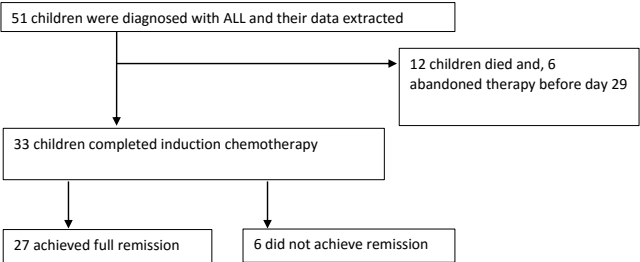 51 children were diagnosed with ALL and their data extracted
12 children died and, 6
abandoned therapy before day 29
33 children completed induction chemotherapy
27 achieved full remission
6 did not achieve remission